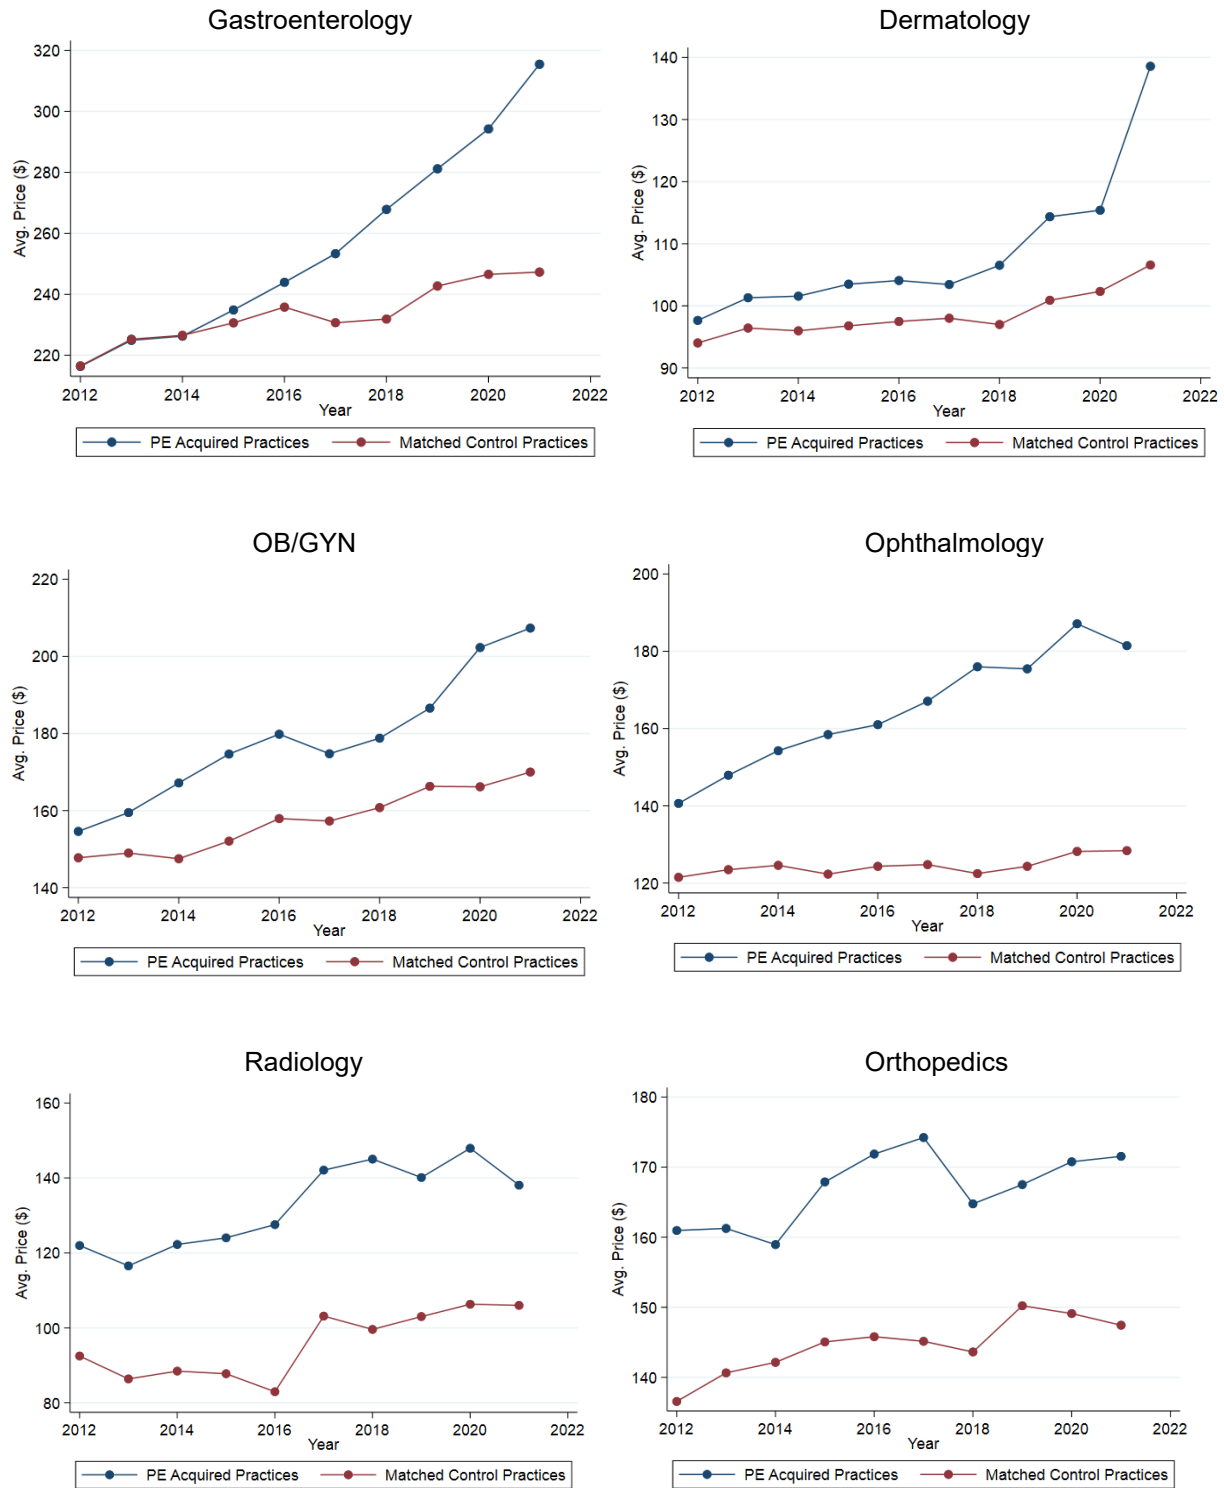 Gastroenterology
320
300
280
260
240
220
Avg. Price ($)
2012 2014 2016 2018 2020 2022
Year
PE Acquired Practices Matched Control Practices
Dermatology
140
130
120
110
100
90
Avg. Price ($)
2012 2014 2016 2018 2020 2022
Year
PE Acquired Practices Matched Control Practices
OB/GYN
220
200
180
160
140
Avg. Price ($)
2012 2014 2016 2018 2020 2022
Year
PE Acquired Practices Matched Control Practices
Ophthalmology
200
180
160
140
120
Avg. Price ($)
2012 2014 2016 2018 2020 2022
Year
PE Acquired Practices Matched Control Practices
Radiology
160
140
120
100
80
Avg. Price ($)
2012 2014 2016 2018 2020 2022
Year
PE Acquired Practices Matched Control Practices
Orthopedics
180
170
160
150
140
Avg. Price ($)
2012 2014 2016 2018 2020 2022
Year
PE Acquired Practices Matched Control Practices